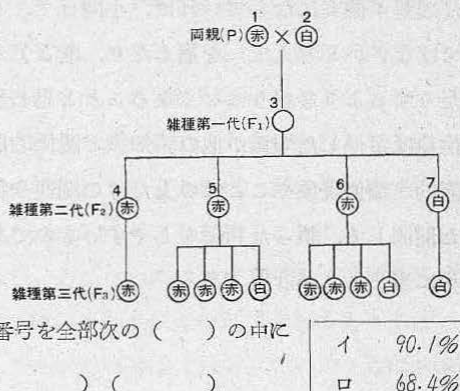 1 2
両親(P) 赤 × 白
3
雑種第一代(F₁)
4 5 6 7
雑種第二代(F₂) 赤 赤 赤 白
雑種第三代(F₃) 赤 赤 赤 赤 白 赤 赤 赤 白 白
番号を全部次の( )の中に
イ 90.1%
)( ) ロ 68.4%